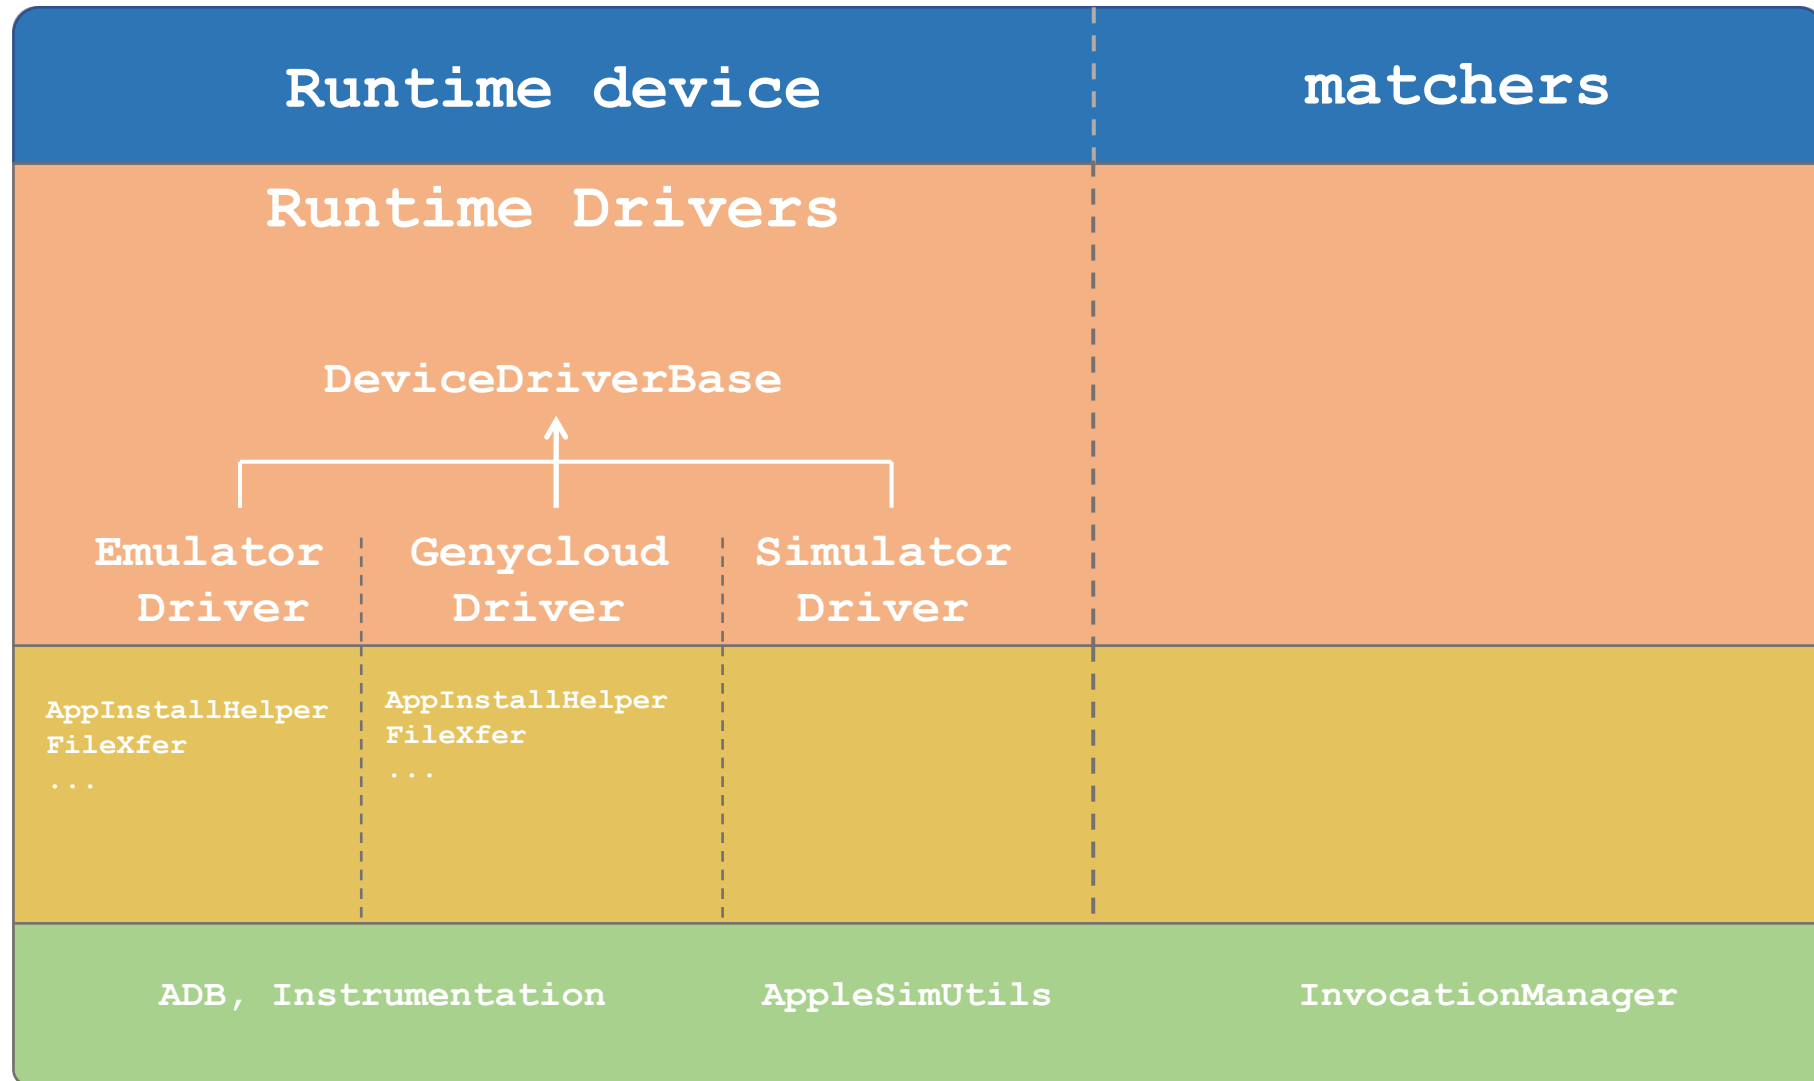 Runtime device
matchers
Runtime Drivers
DeviceDriverBase
Emulator
Driver
Genycloud
Driver
Simulator
Driver
AppInstallHelper
FileXfer
...
AppInstallHelper
FileXfer
...
ADB, Instrumentation
AppleSimUtils
InvocationManager